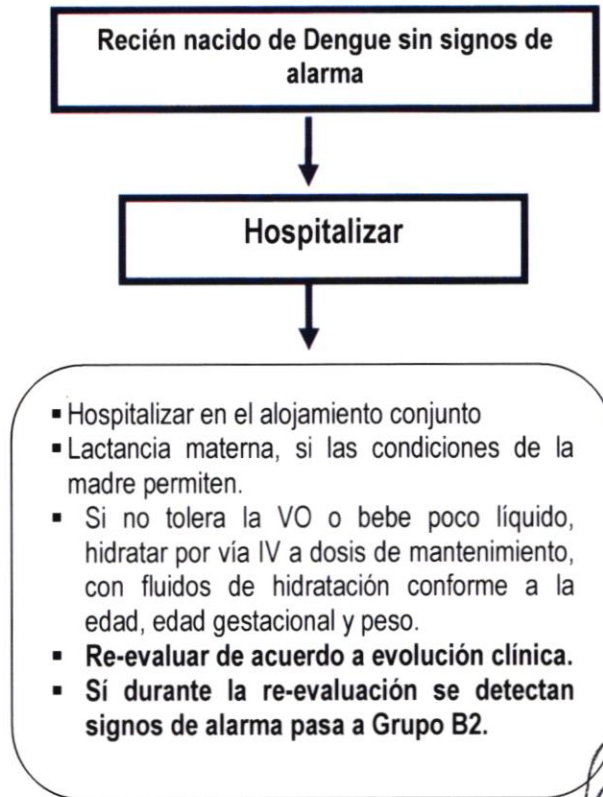 Recién nacido de Dengue sin signos de
alarma
Hospitalizar
▪ Hospitalizar en el alojamiento conjunto
▪ Lactancia materna, si las condiciones de la
madre permiten.
▪ Si no tolera la VO o bebe poco líquido,
hidratar por vía IV a dosis de mantenimiento,
con fluidos de hidratación conforme a la
edad, edad gestacional y peso.
▪ Re-evaluar de acuerdo a evolución clínica.
▪ Sí durante la re-evaluación se detectan
signos de alarma pasa a Grupo B2.